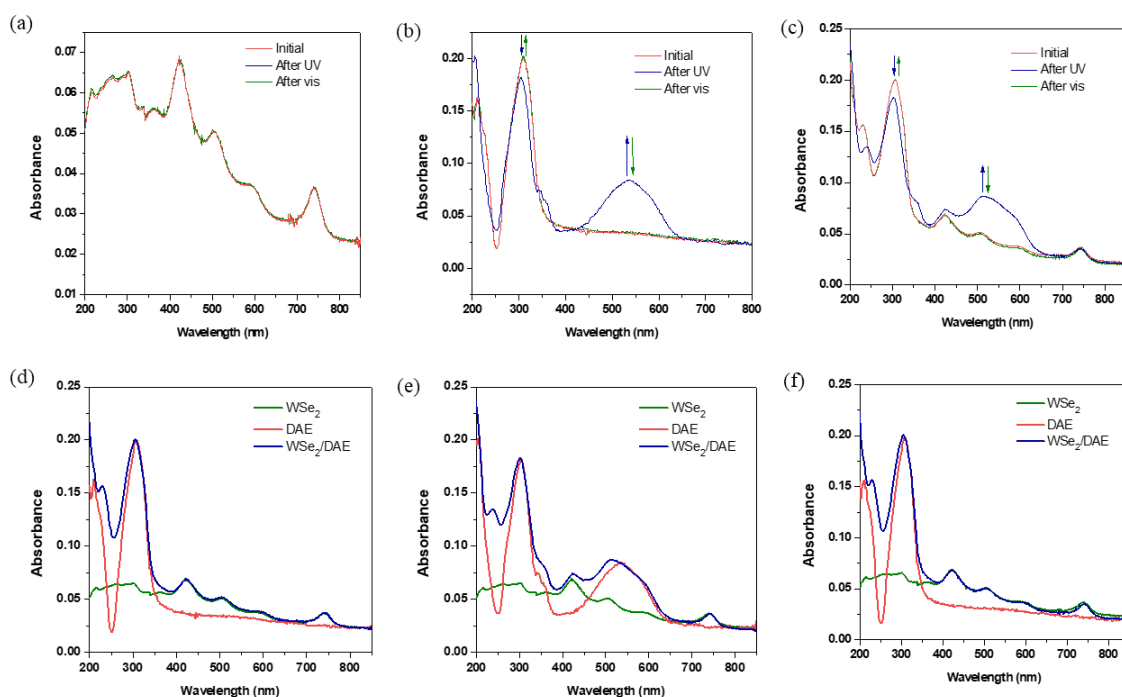 (a)
Absorbance
0.07
0.06
0.05
0.04
0.03
0.02
0.01
Initial
After UV
After vis
200 300 400 500 600 700 800
Wavelength (nm)
(b)
Absorbance
0.20
0.15
0.10
0.05
0.00
Initial
After UV
After vis
200 300 400 500 600 700 800
Wavelength (nm)
(c)
Absorbance
0.25
0.20
0.15
0.10
0.05
0.00
Initial
After UV
After vis
200 300 400 500 600 700 800
Wavelength (nm)
(d)
Absorbance
0.25
0.20
0.15
0.10
0.05
0.00
WSe₂
DAE
WSe₂/DAE
200 300 400 500 600 700 800
Wavelength (nm)
(e)
Absorbance
0.25
0.20
0.15
0.10
0.05
0.00
WSe₂
DAE
WSe₂/DAE
200 300 400 500 600 700 800
Wavelength (nm)
(f)
Absorbance
0.25
0.20
0.15
0.10
0.05
0.00
WSe₂
DAE
WSe₂/DAE
200 300 400 500 600 700 800
Wavelength (nm)